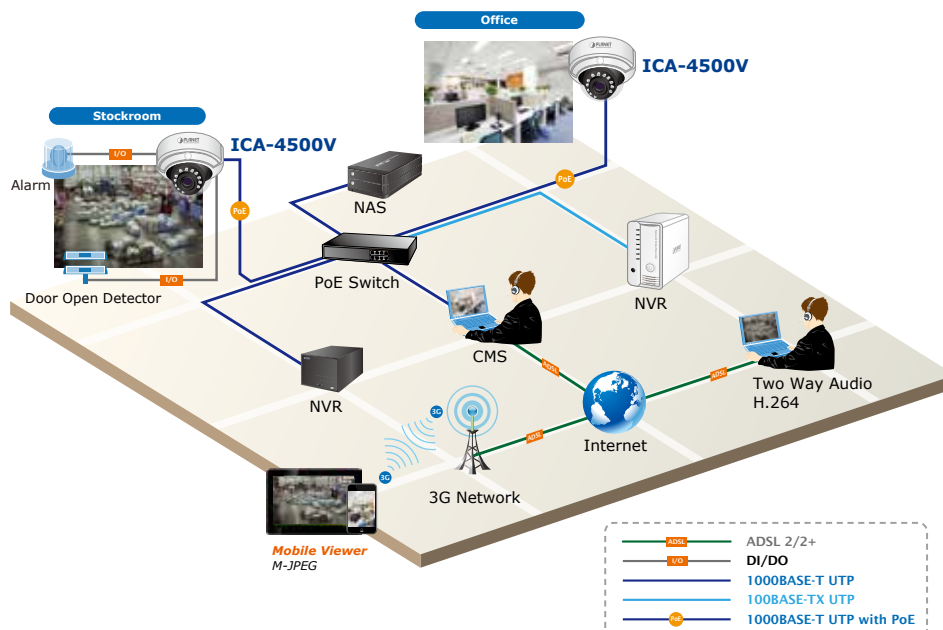 Office
PLANET
ICA-4500V
Stockroom
I/O
PLANET
ICA-4500V
Alarm
PoE
NAS
PoE
PoE Switch
I/O
Door Open Detector
NVR
CMS
ADSL
NVR
ADSL
Two Way Audio
H.264
3G
ADSL
Internet
3G
3G Network
Mobile Viewer
M-JPEG
ADSL
ADSL 2/2+
I/O
DI/DO
1000BASE-T UTP
100BASE-TX UTP
PoE
1000BASE-T UTP with PoE